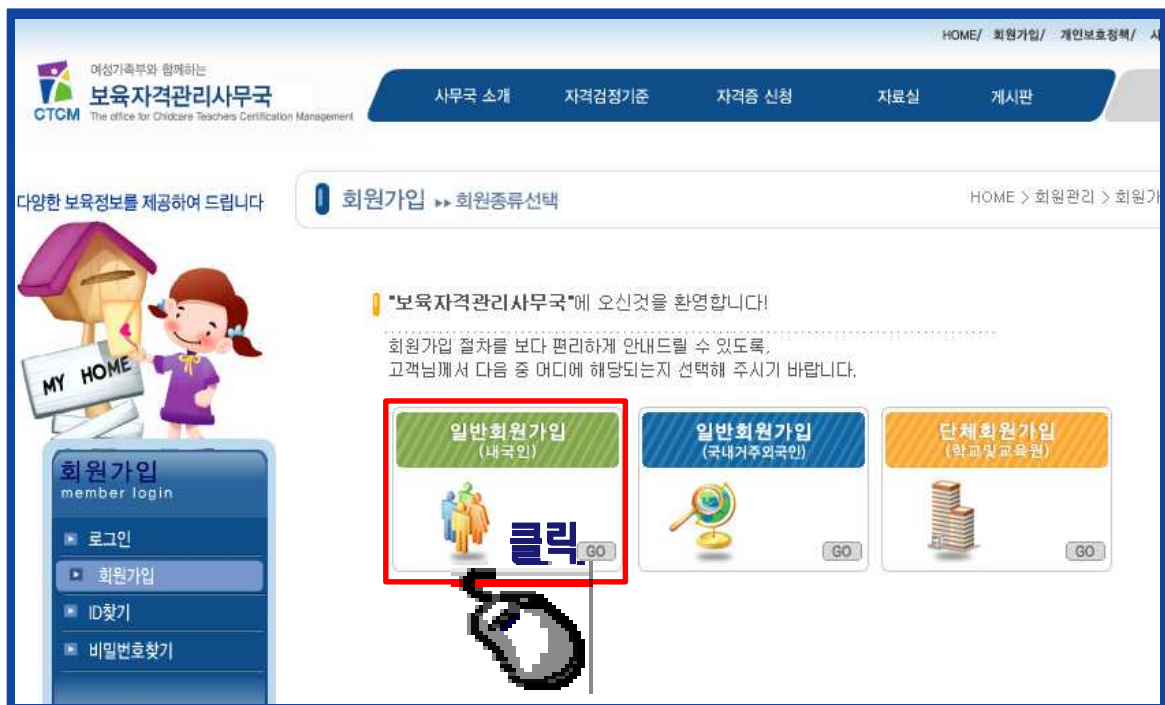 HOME/ 회원가입/ 개인보호정책/
여성가족부와 함께하는
보육자격관리사무국
CTCM The office for Chidcare Teachers Certification Management
사무국 소개 자격검정기준 자격증 신청 자료실 게시판
다양한 보육정보를 제공하여 드립니다
회원가입 ▸▸ 회원종류선택
HOME > 회원관리 > 회원가
MY HOME
"보육자격관리사무국"에 오신것을 환영합니다!
회원가입 절차를 보다 편리하게 안내드릴 수 있도록,
고객님께서 다음 중 어디에 해당되는지 선택해 주시기 바랍니다.
일반회원가입
(내국인)
클릭
GO
일반회원가입
(국내거주외국인)
GO
단체회원가입
(학교및교육원)
GO
회원가입
member login
로그인
회원가입
ID찾기
비밀번호찾기